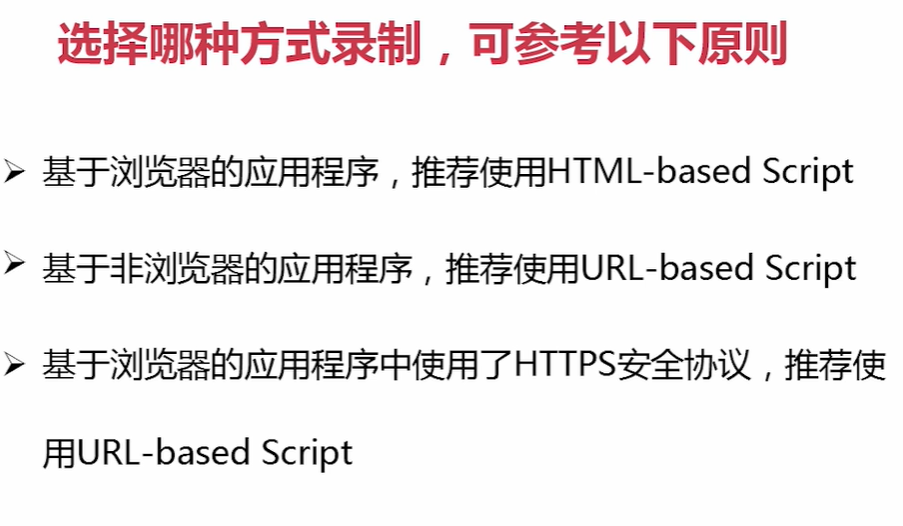 选择哪种方式录制，可参考以下原则
➢ 基于浏览器的应用程序，推荐使用HTML-based Script
➢ 基于非浏览器的应用程序，推荐使用URL-based Script
➢ 基于浏览器的应用程序中使用了HTTPS安全协议，推荐使
用URL-based Script